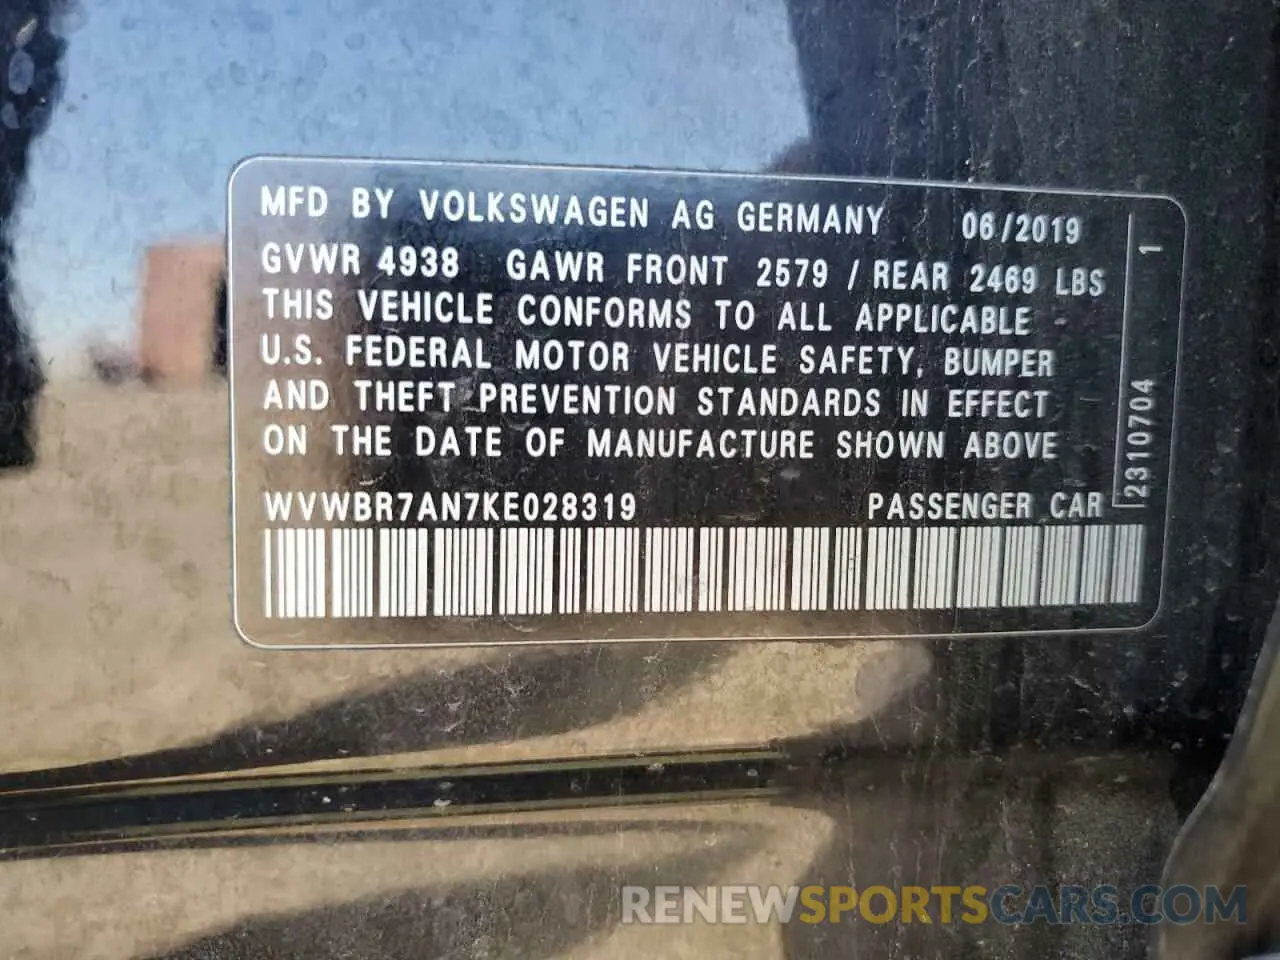 MFD BY VOLKSWAGEN AG GERMANY 06/2019
GVWR 4938 GAWR FRONT 2579 / REAR 2469 LBS
THIS VEHICLE CONFORMS TO ALL APPLICABLE
U.S. FEDERAL MOTOR VEHICLE SAFETY, BUMPER
AND THEFT PREVENTION STANDARDS IN EFFECT
ON THE DATE OF MANUFACTURE SHOWN ABOVE
WVWBR7AN7KE028319 PASSENGER CAR
2310704 1
RENEWSPORTSCARS.COM